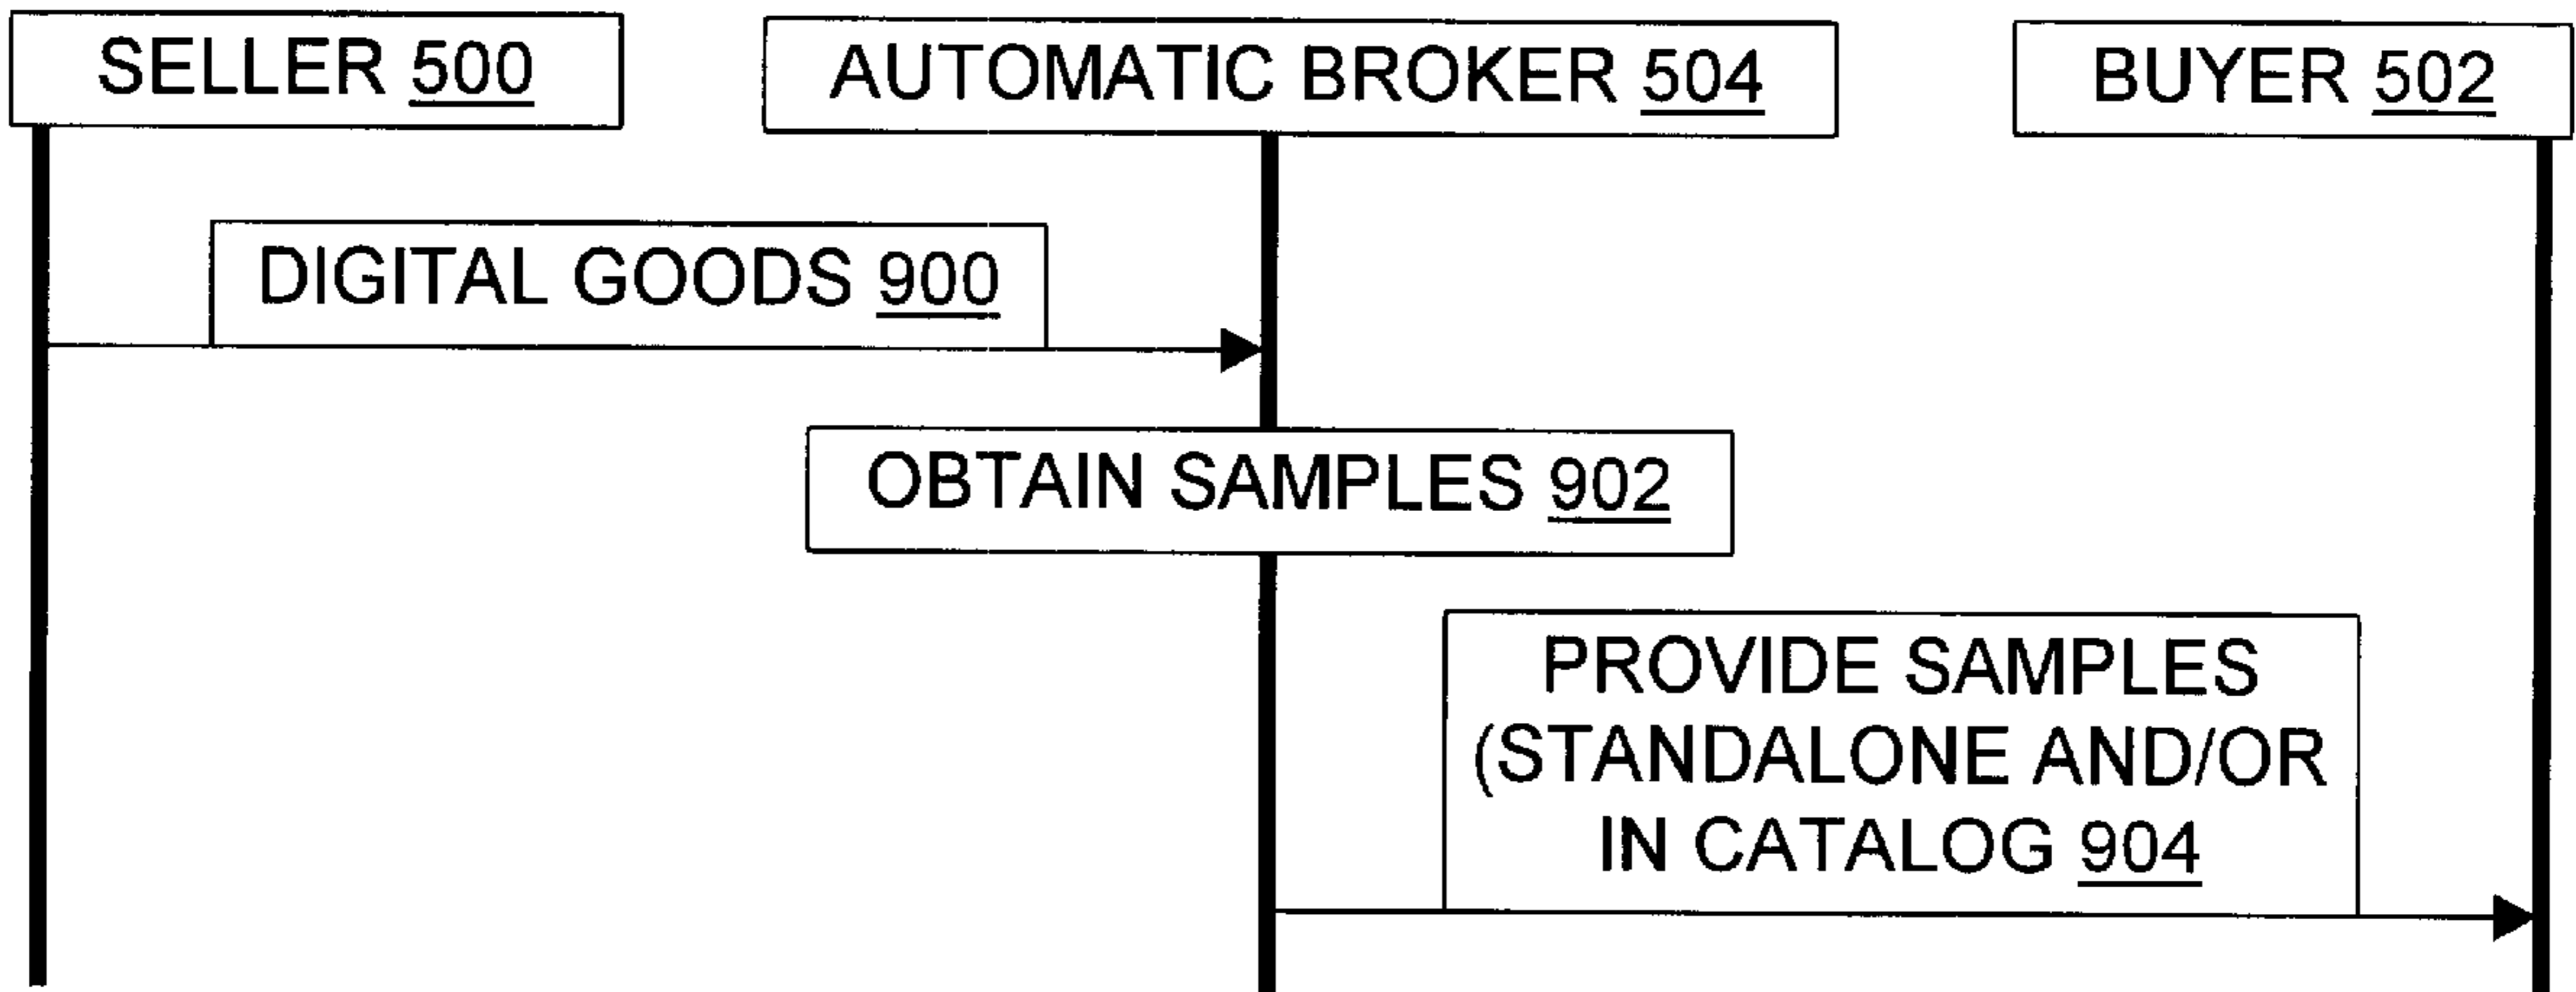 SELLER 500
AUTOMATIC BROKER 504
BUYER 502
DIGITAL GOODS 900
OBTAIN SAMPLES 902
PROVIDE SAMPLES
(STANDALONE AND/OR
IN CATALOG 904